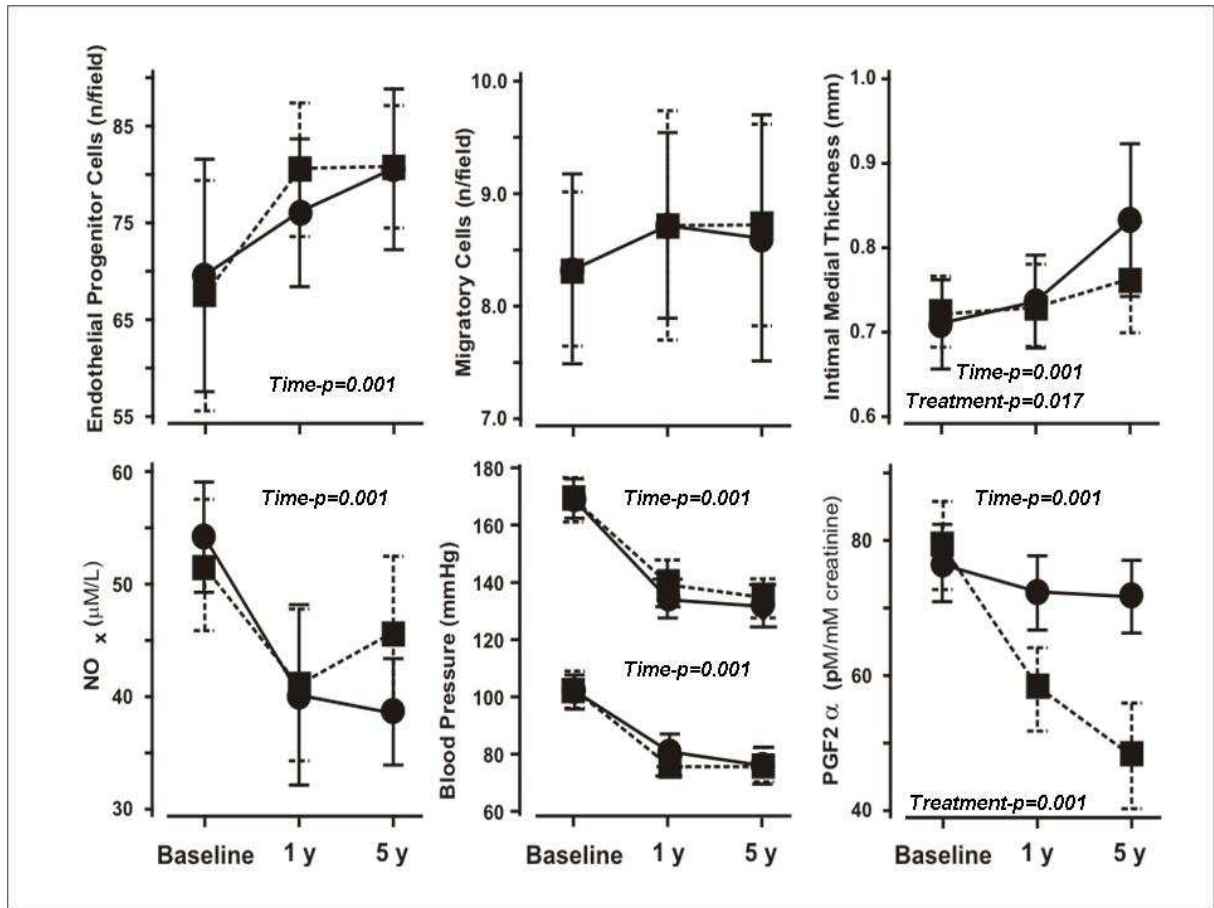 Endothelial Progenitor Cells (n/field)
85
75
65
55
Time-p=0.001
Migratory Cells (n/field)
10.0
9.0
8.0
7.0
Intimal Medial Thickness (mm)
1.0
0.9
0.8
0.7
0.6
Time-p=0.001
Treatment-p=0.017
NO x (μM/L)
60
50
40
30
Time-p=0.001
Baseline 1 y 5 y
Blood Pressure (mmHg)
180
160
140
120
100
80
60
Time-p=0.001
Time-p=0.001
Baseline 1 y 5 y
PGF2 α (pM/mM creatinine)
80
60
40
Time-p=0.001
Treatment-p=0.001
Baseline 1 y 5 y